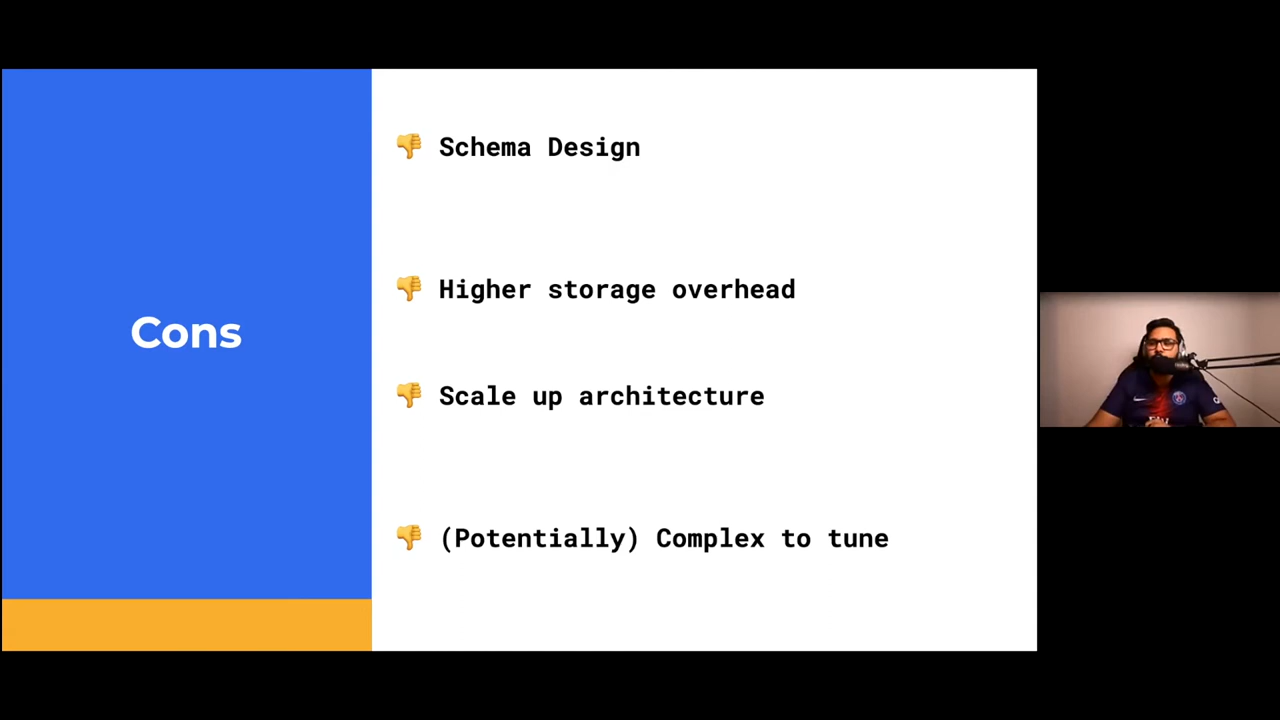 Cons
👎 Schema Design
👎 Higher storage overhead
👎 Scale up architecture
👎 (Potentially) Complex to tune